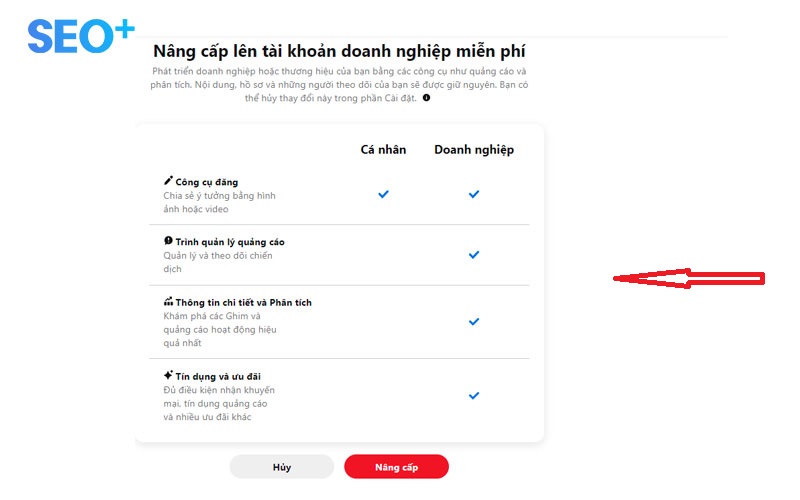 SEO+
Nâng cấp lên tài khoản doanh nghiệp miễn phí
Phát triển doanh nghiệp hoặc thương hiệu của bạn bằng các công cụ như quảng cáo và
phân tích. Nội dung, hồ sơ và những người theo dõi của bạn sẽ được giữ nguyên. Bạn có
thể hủy thay đổi này trong phần Cài đặt.
Cá nhân Doanh nghiệp
Công cụ đăng
Chia sẻ ý tưởng bằng hình
ảnh hoặc video
Trình quản lý quảng cáo
Quản lý và theo dõi chiến
dịch
Thông tin chi tiết và Phân tích
Khám phá các Ghim và
quảng cáo hoạt động hiệu
quả nhất
Tín dụng và ưu đãi
Đủ điều kiện nhận khuyến
mại, tín dụng quảng cáo
và nhiều ưu đãi khác
Hủy Nâng cấp